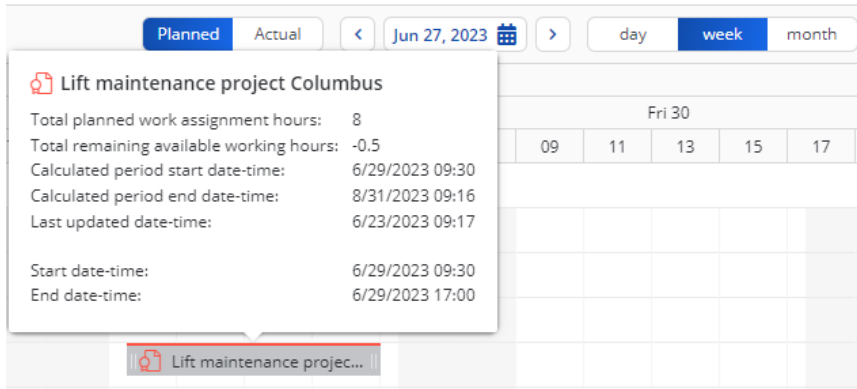 Planned Actual Jun 27, 2023 day week month
Lift maintenance project Columbus
Fri 30
Total planned work assignment hours: 8
Total remaining available working hours: -0.5
09 11 13 15 17
Calculated period start date-time: 6/29/2023 09:30
Calculated period end date-time: 8/31/2023 09:16
Last updated date-time: 6/23/2023 09:17
Start date-time: 6/29/2023 09:30
End date-time: 6/29/2023 17:00
Lift maintenance projec...